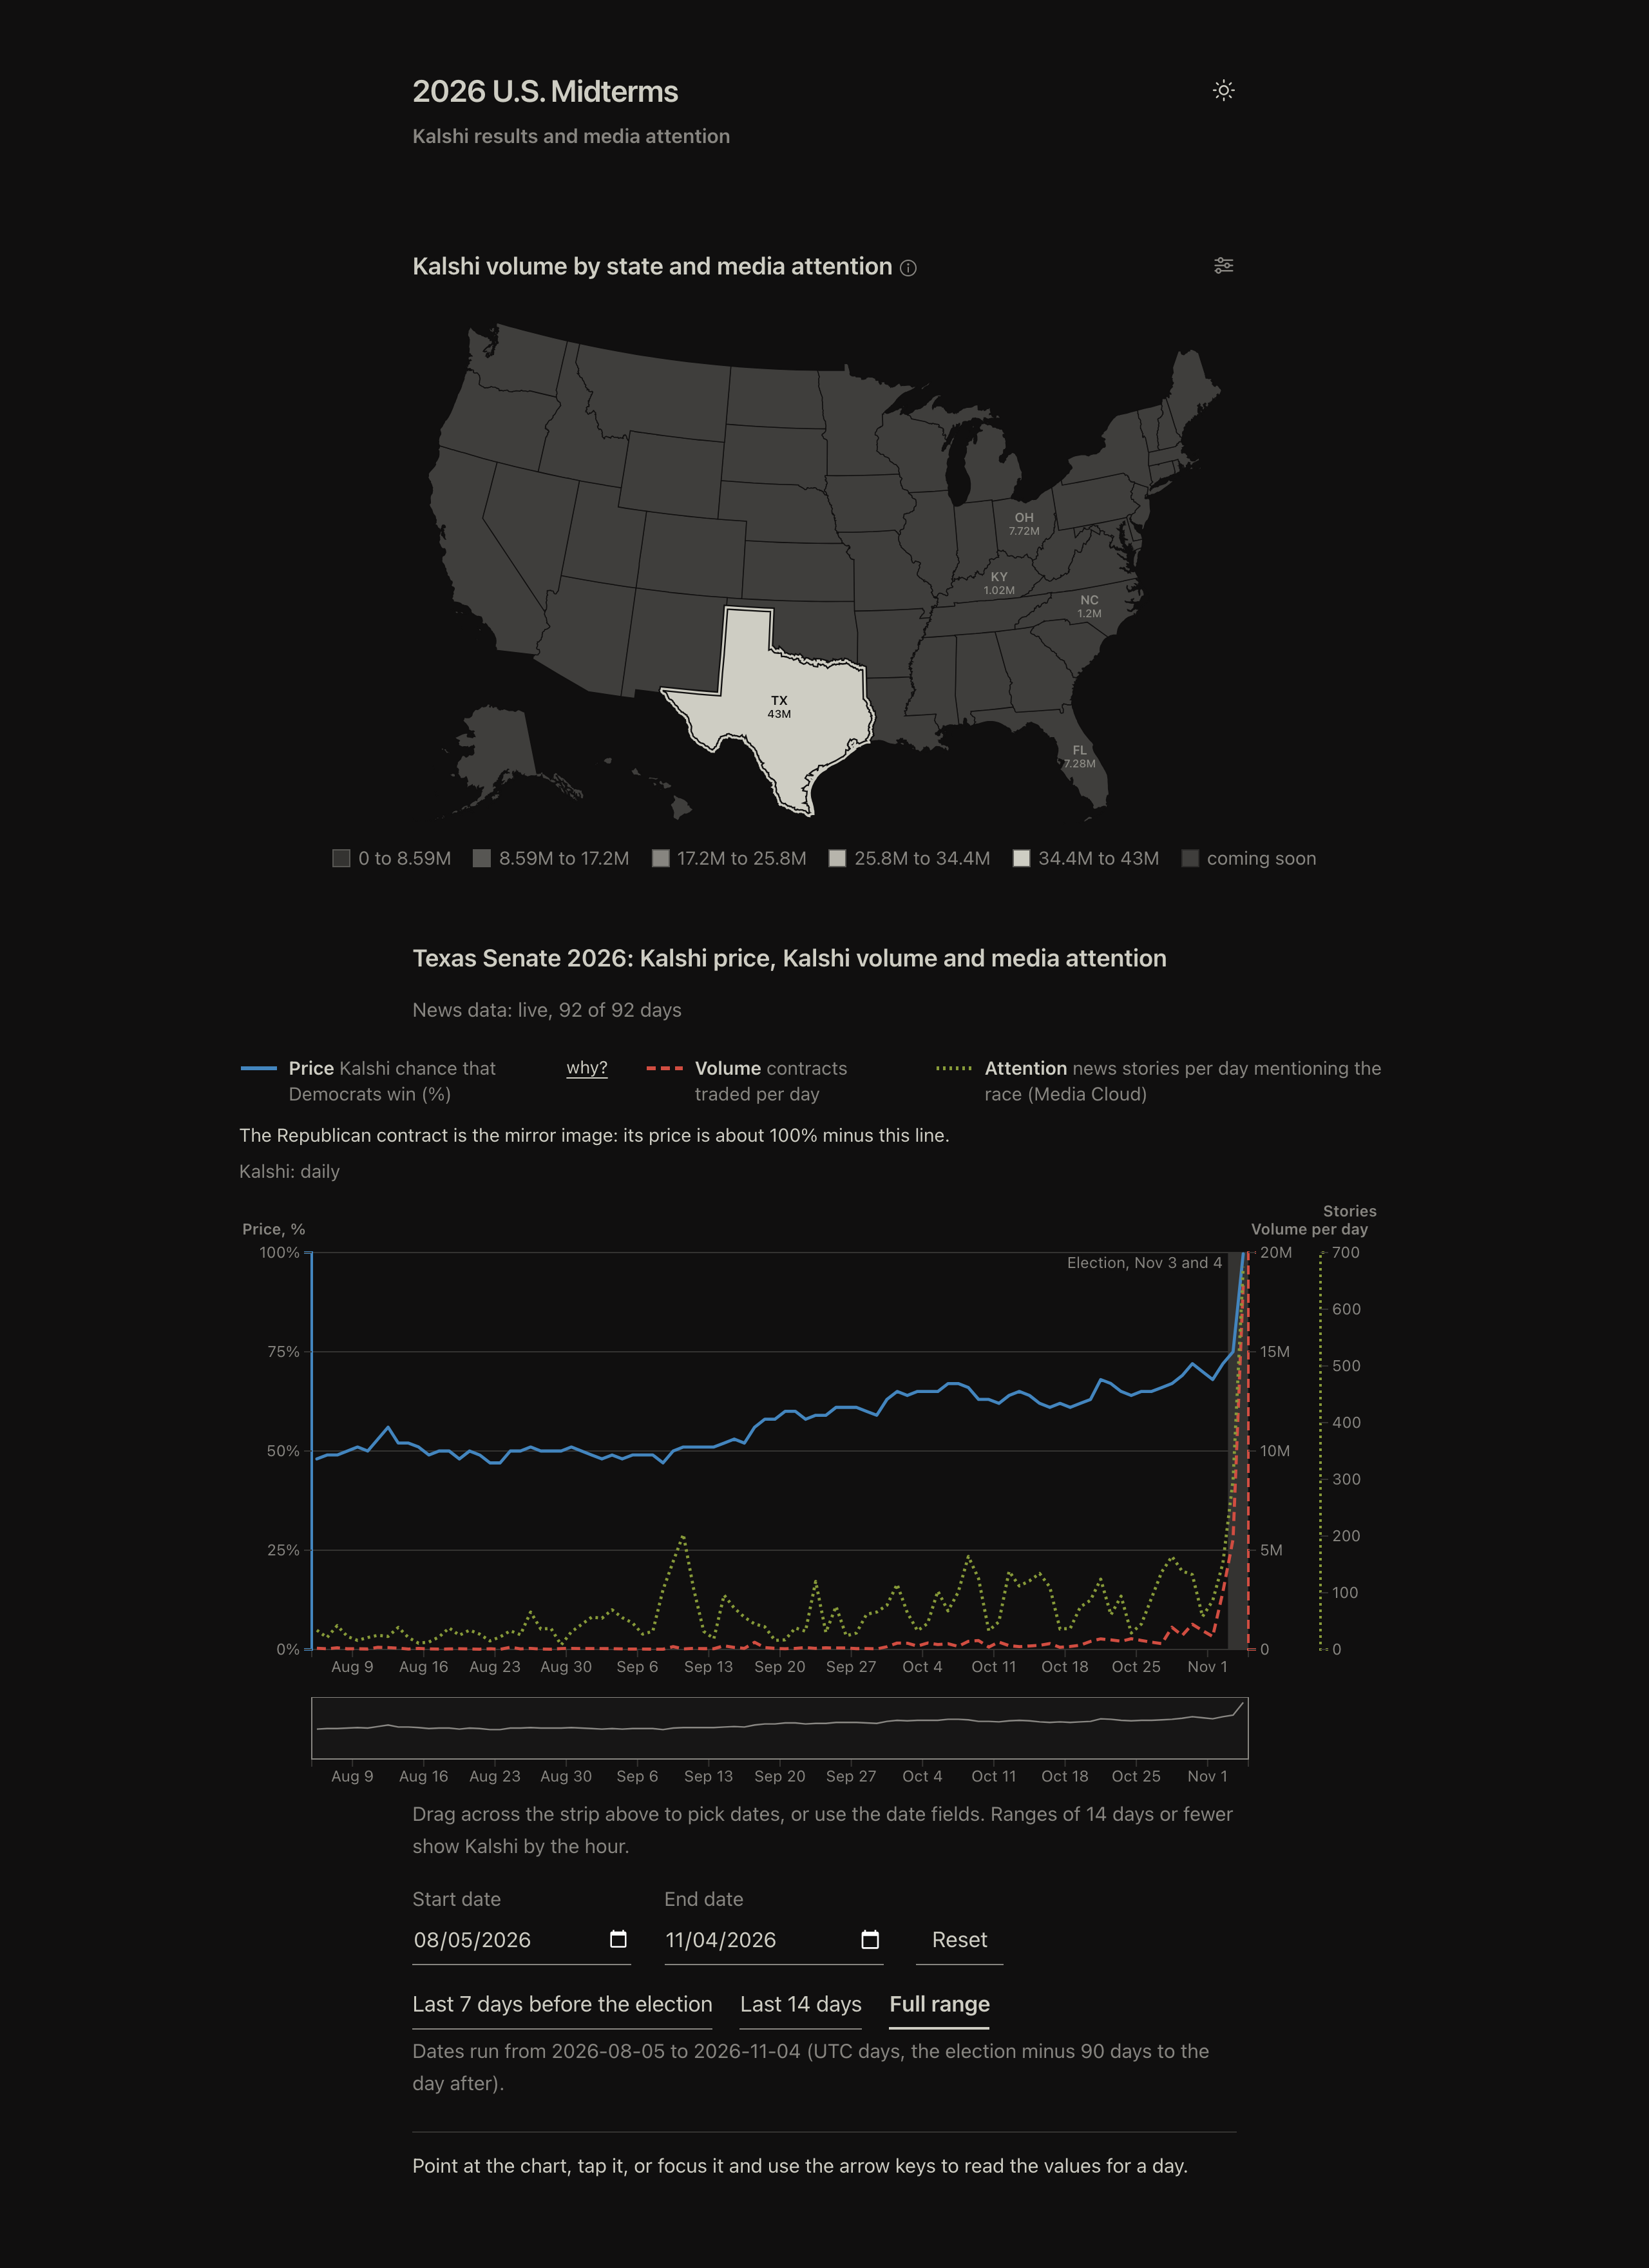 2026 U.S. Midterms
Kalshi results and media attention
Kalshi volume by state and media attention
OH
7.72M
KY
1.02M
NC
1.2M
TX
43M
FL
7.28M
0 to 8.59M 8.59M to 17.2M 17.2M to 25.8M 25.8M to 34.4M 34.4M to 43M coming soon
Texas Senate 2026: Kalshi price, Kalshi volume and media attention
News data: live, 92 of 92 days
Price Kalshi chance that why? Volume contracts Attention news stories per day mentioning the
Democrats win (%) traded per day race (Media Cloud)
The Republican contract is the mirror image: its price is about 100% minus this line.
Kalshi: daily
Stories
Price, % Volume per day
100% Election, Nov 3 and 4 20M 700
600
75% 15M
500
400
50% 10M
300
200
25% 5M
100
0% 0 0
Aug 9 Aug 16 Aug 23 Aug 30 Sep 6 Sep 13 Sep 20 Sep 27 Oct 4 Oct 11 Oct 18 Oct 25 Nov 1
Aug 9 Aug 16 Aug 23 Aug 30 Sep 6 Sep 13 Sep 20 Sep 27 Oct 4 Oct 11 Oct 18 Oct 25 Nov 1
Drag across the strip above to pick dates, or use the date fields. Ranges of 14 days or fewer
show Kalshi by the hour.
Start date End date
08/05/2026 11/04/2026 Reset
Last 7 days before the election Last 14 days Full range
Dates run from 2026-08-05 to 2026-11-04 (UTC days, the election minus 90 days to the
day after).
Point at the chart, tap it, or focus it and use the arrow keys to read the values for a day.